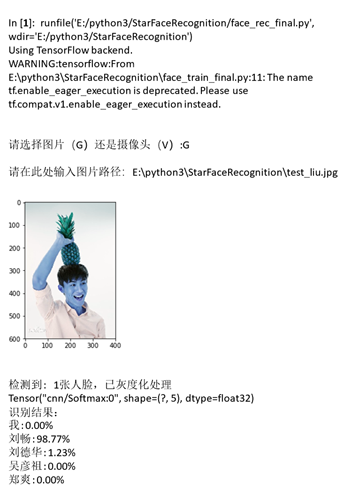 In [1]: runfile('E:/python3/StarFaceRecognition/face_rec_final.py',
wdir='E:/python3/StarFaceRecognition')
Using TensorFlow backend.
WARNING:tensorflow:From
E:\python3\StarFaceRecognition\face_train_final.py:11: The name
tf.enable_eager_execution is deprecated. Please use
tf.compat.v1.enable_eager_execution instead.
请选择图片（G）还是摄像头（V）:G
请在此处输入图片路径：E:\python3\StarFaceRecognition\test_liu.jpg
0
100
200
300
400
500
600
0 100 200 300 400
检测到：1张人脸，已灰度化处理
Tensor("cnn/Softmax:0", shape=(?, 5), dtype=float32)
识别结果：
我:0.00%
刘畅:98.77%
刘德华:1.23%
吴彦祖:0.00%
郑爽:0.00%